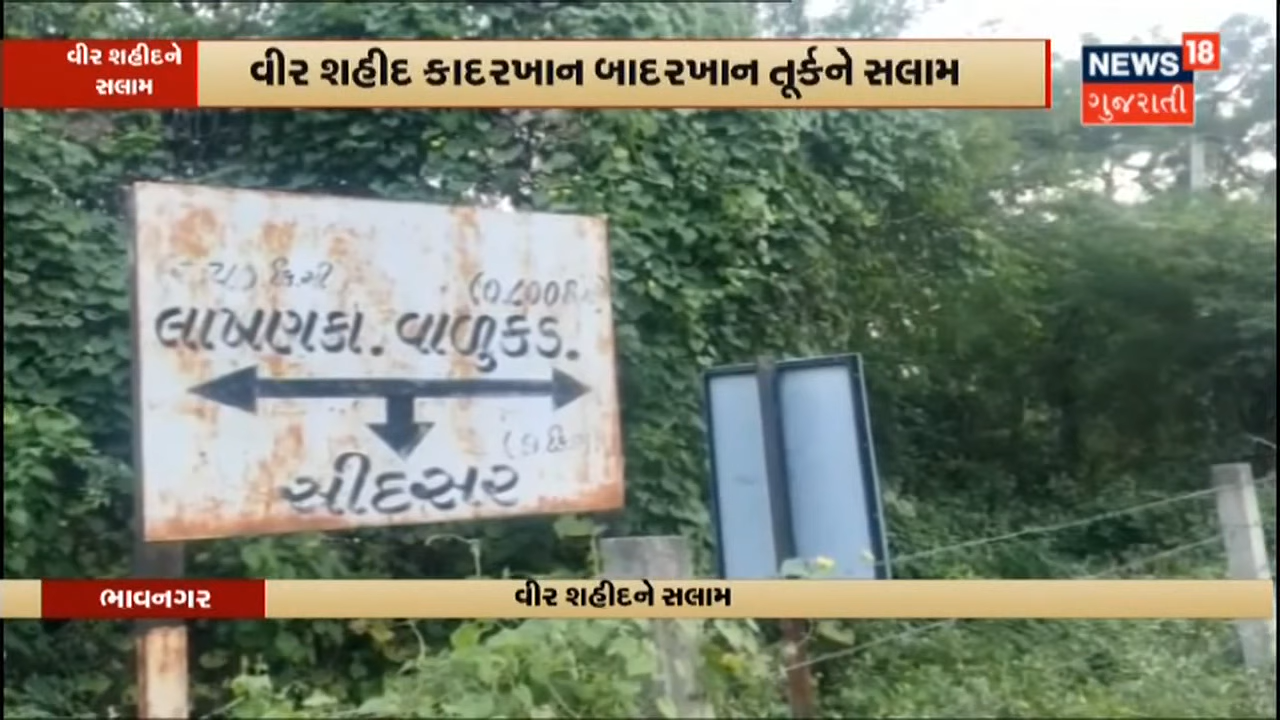 વીર શહીદને
સલામ
વીર શહીદ કાદરખાન બાદરખાન તૂર્કને સલામ
NEWS 18
ગુજરાતી
લાખણકા. વાળુકડ.
સીદસર
ભાવનગર
વીર શહીદને સલામ